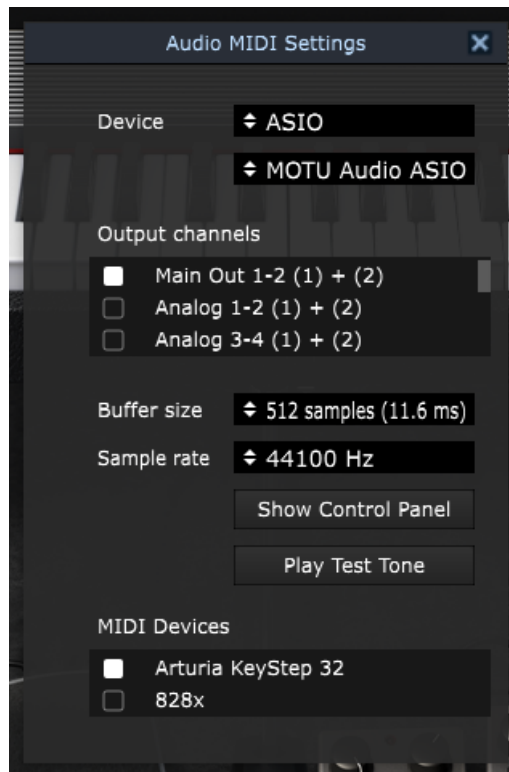 Audio MIDI Settings
Device
ASIO
MOTU Audio ASIO
Output channels
Main Out 1-2 (1) + (2)
Analog 1-2 (1) + (2)
Analog 3-4 (1) + (2)
Buffer size
512 samples (11.6 ms)
Sample rate
44100 Hz
Show Control Panel
Play Test Tone
MIDI Devices
Arturia KeyStep 32
828x